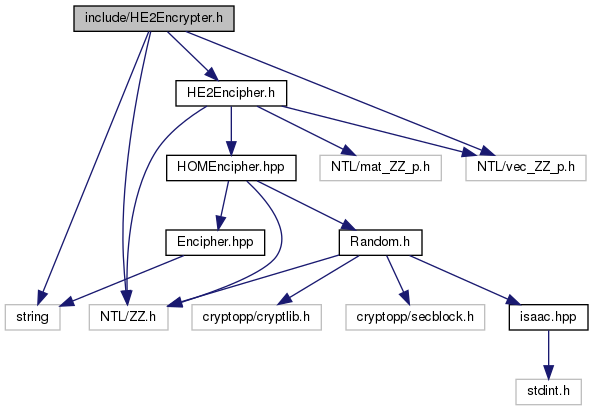 include/HE2Encrypter.h
HE2Encipher.h
HOMEncipher.hpp
NTL/mat_ZZ_p.h
NTL/vec_ZZ_p.h
Encipher.hpp
Random.h
string
NTL/ZZ.h
cryptopp/cryptlib.h
cryptopp/secblock.h
isaac.hpp
stdint.h